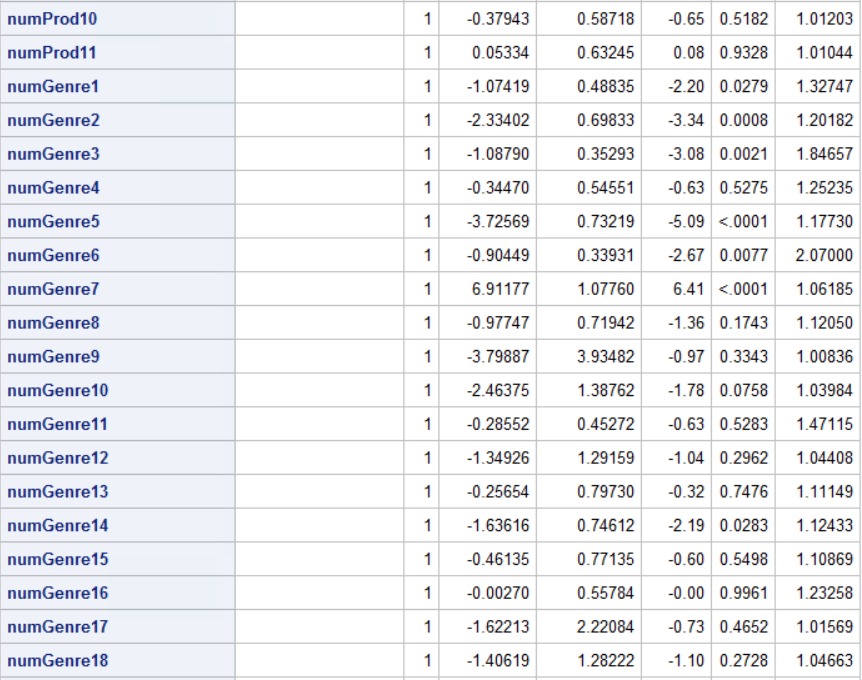 numProd10 1 -0.37943 0.58718 -0.65 0.5182 1.01203
numProd11 1 0.05334 0.63245 0.08 0.9328 1.01044
numGenre1 1 -1.07419 0.48835 -2.20 0.0279 1.32747
numGenre2 1 -2.33402 0.69833 -3.34 0.0008 1.20182
numGenre3 1 -1.08790 0.35293 -3.08 0.0021 1.84657
numGenre4 1 -0.34470 0.54551 -0.63 0.5275 1.25235
numGenre5 1 -3.72569 0.73219 -5.09 <.0001 1.17730
numGenre6 1 -0.90449 0.33931 -2.67 0.0077 2.07000
numGenre7 1 6.91177 1.07760 6.41 <.0001 1.06185
numGenre8 1 -0.97747 0.71942 -1.36 0.1743 1.12050
numGenre9 1 -3.79887 3.93482 -0.97 0.3343 1.00836
numGenre10 1 -2.46375 1.38762 -1.78 0.0758 1.03984
numGenre11 1 -0.28552 0.45272 -0.63 0.5283 1.47115
numGenre12 1 -1.34926 1.29159 -1.04 0.2962 1.04408
numGenre13 1 -0.25654 0.79730 -0.32 0.7476 1.11149
numGenre14 1 -1.63616 0.74612 -2.19 0.0283 1.12433
numGenre15 1 -0.46135 0.77135 -0.60 0.5498 1.10869
numGenre16 1 -0.00270 0.55784 -0.00 0.9961 1.23258
numGenre17 1 -1.62213 2.22084 -0.73 0.4652 1.01569
numGenre18 1 -1.40619 1.28222 -1.10 0.2728 1.04663